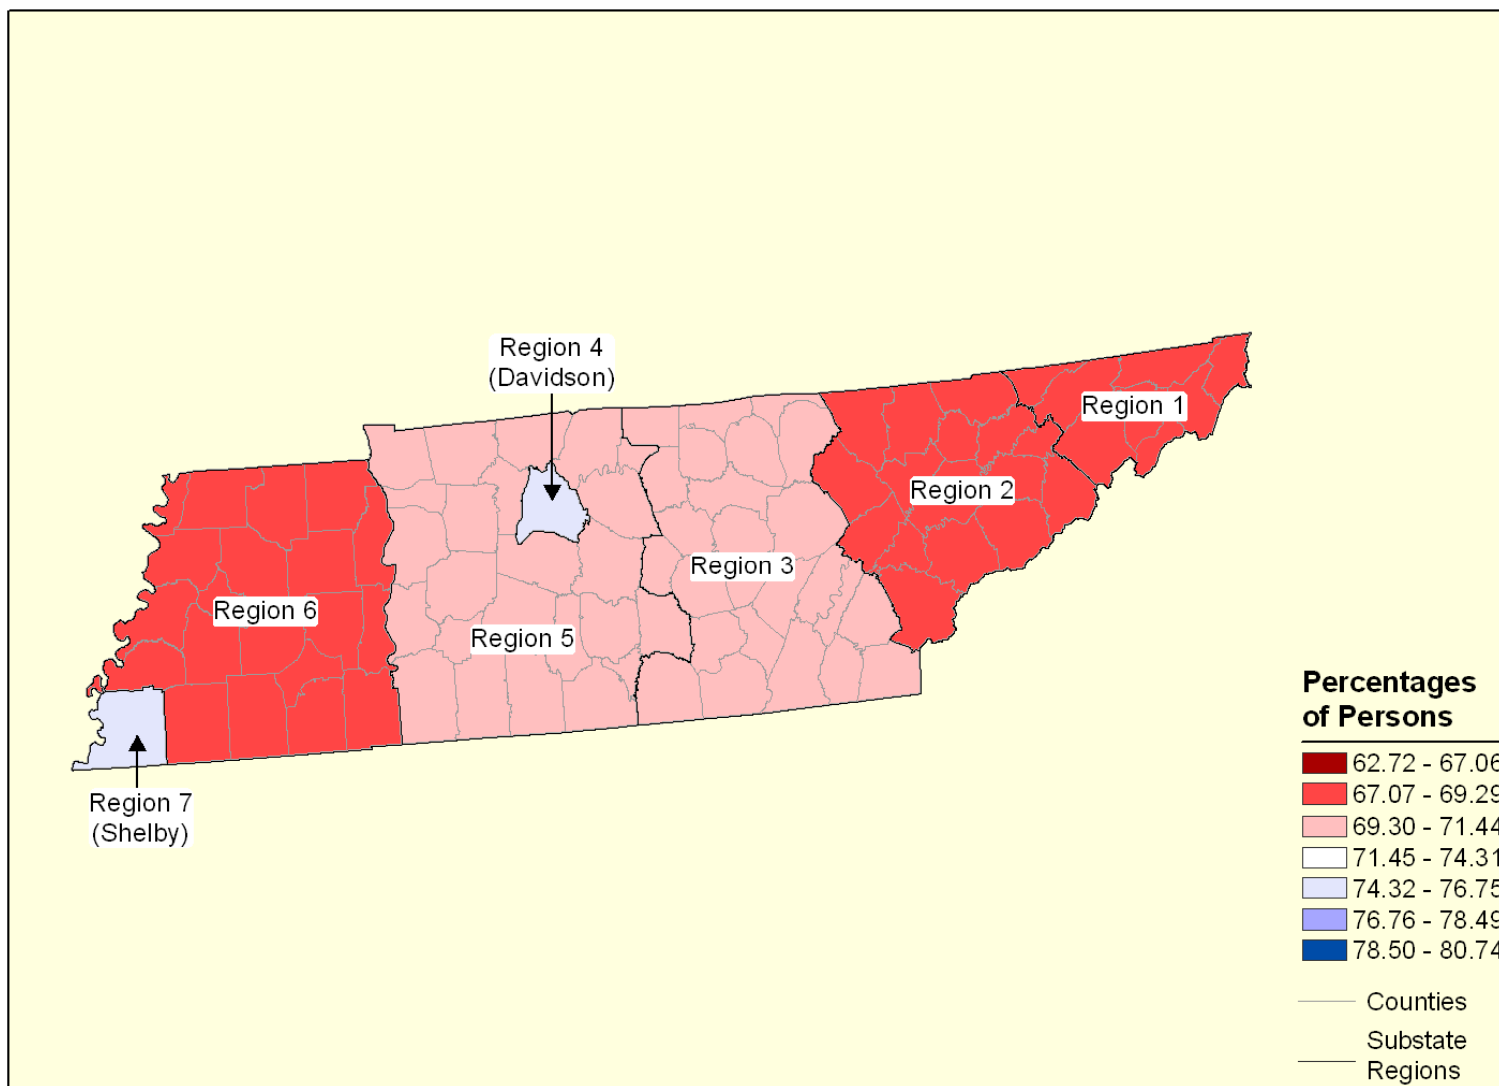 Region 4
(Davidson)
Region 1
Region 2
Region 3
Region 6
Region 5
Region 7
(Shelby)
Percentages
of Persons
62.72 - 67.06
67.07 - 69.29
69.30 - 71.44
71.45 - 74.31
74.32 - 76.75
76.76 - 78.49
78.50 - 80.74
Counties
Substate
Regions